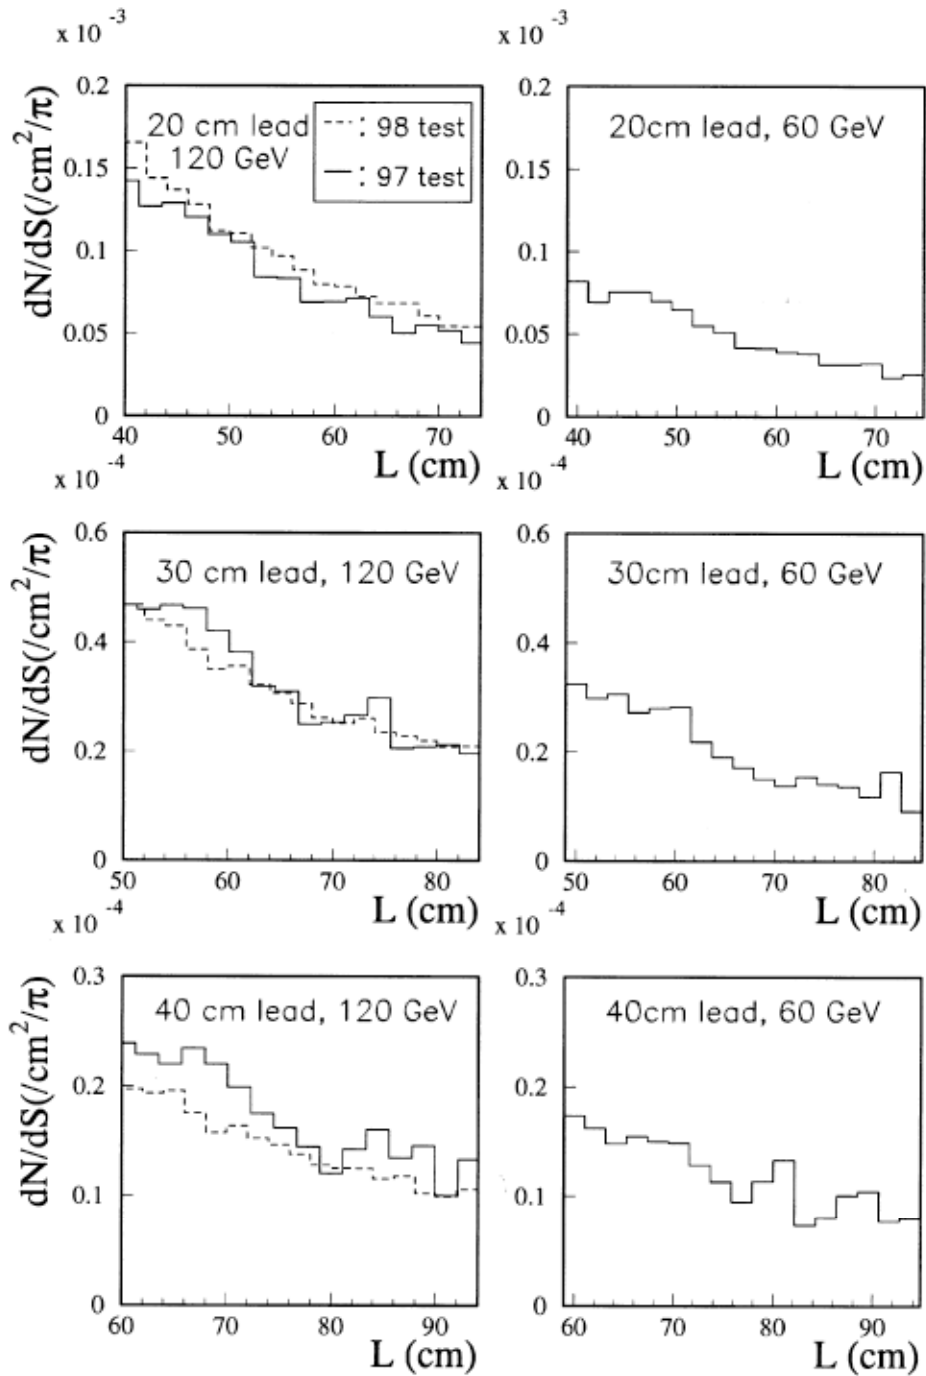 x 10^-3
x 10^-3
dN/dS(/cm^2/π)
0.2
0.15
0.1
0.05
0
20 cm lead
120 GeV
98 test
97 test
40 50 60 70
L (cm)
0.2
0.15
0.1
0.05
0
20cm lead, 60 GeV
40 50 60 70
L (cm)
x 10^-4
x 10^-4
dN/dS(/cm^2/π)
0.6
0.4
0.2
0
30 cm lead, 120 GeV
50 60 70 80
L (cm)
0.6
0.4
0.2
0
30cm lead, 60 GeV
50 60 70 80
L (cm)
x 10^-4
x 10^-4
dN/dS(/cm^2/π)
0.3
0.2
0.1
0
40 cm lead, 120 GeV
60 70 80 90
L (cm)
0.3
0.2
0.1
0
40cm lead, 60 GeV
60 70 80 90
L (cm)